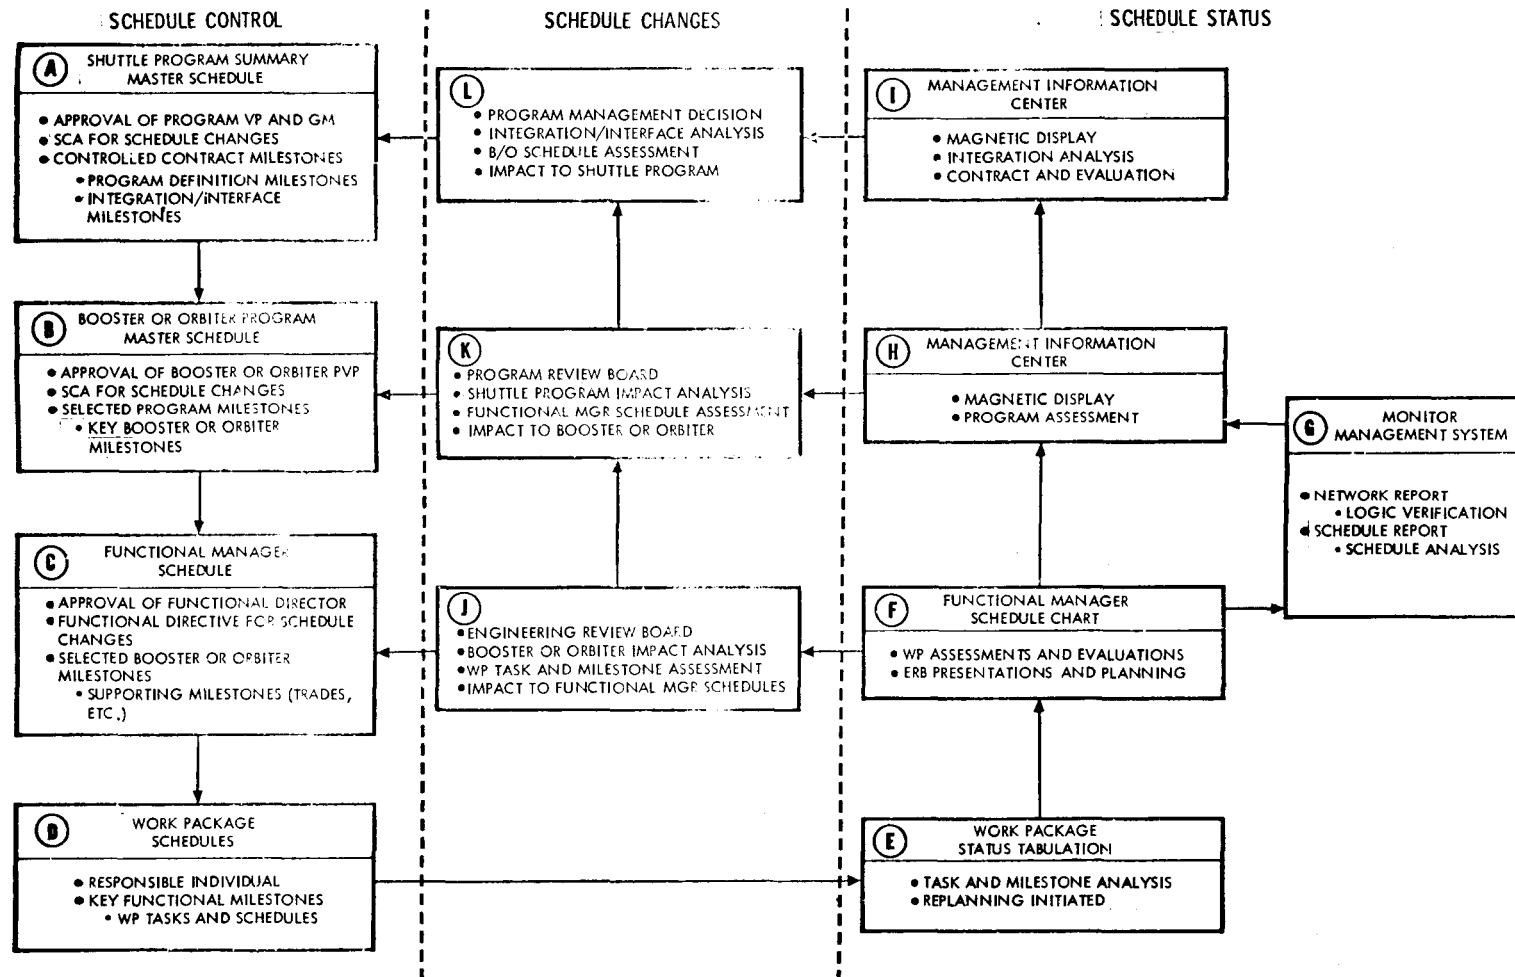 SCHEDULE CONTROL
SCHEDULE CHANGES
SCHEDULE STATUS
A
SHUTTLE PROGRAM SUMMARY
MASTER SCHEDULE
• APPROVAL OF PROGRAM VP AND GM
• SCA FOR SCHEDULE CHANGES
• CONTROLLED CONTRACT MILESTONES
• PROGRAM DEFINITION MILESTONES
• INTEGRATION/INTERFACE
MILESTONES
L
• PROGRAM MANAGEMENT DECISION
• INTEGRATION/INTERFACE ANALYSIS
• B/O SCHEDULE ASSESSMENT
• IMPACT TO SHUTTLE PROGRAM
I
MANAGEMENT INFORMATION
CENTER
• MAGNETIC DISPLAY
• INTEGRATION ANALYSIS
• CONTRACT AND EVALUATION
B
BOOSTER OR ORBITER PROGRAM
MASTER SCHEDULE
• APPROVAL OF BOOSTER OR ORBITER PVP
• SCA FOR SCHEDULE CHANGES
• SELECTED PROGRAM MILESTONES
• KEY BOOSTER OR ORBITER
MILESTONES
K
• PROGRAM REVIEW BOARD
• SHUTTLE PROGRAM IMPACT ANALYSIS
• FUNCTIONAL MGR SCHEDULE ASSESSMENT
• IMPACT TO BOOSTER OR ORBITER
H
MANAGEMENT INFORMATION
CENTER
• MAGNETIC DISPLAY
• PROGRAM ASSESSMENT
G
MONITOR
MANAGEMENT SYSTEM
• NETWORK REPORT
• LOGIC VERIFICATION
• SCHEDULE REPORT
• SCHEDULE ANALYSIS
C
FUNCTIONAL MANAGER
SCHEDULE
• APPROVAL OF FUNCTIONAL DIRECTOR
• FUNCTIONAL DIRECTIVE FOR SCHEDULE
CHANGES
• SELECTED BOOSTER OR ORBITER
MILESTONES
• SUPPORTING MILESTONES (TRADES,
ETC.)
J
• ENGINEERING REVIEW BOARD
• BOOSTER OR ORBITER IMPACT ANALYSIS
• WP TASK AND MILESTONE ASSESSMENT
• IMPACT TO FUNCTIONAL MGR SCHEDULES
F
FUNCTIONAL MANAGER
SCHEDULE CHART
• WP ASSESSMENTS AND EVALUATIONS
• ERB PRESENTATIONS AND PLANNING
D
WORK PACKAGE
SCHEDULES
• RESPONSIBLE INDIVIDUAL
• KEY FUNCTIONAL MILESTONES
• WP TASKS AND SCHEDULES
E
WORK PACKAGE
STATUS TABULATION
• TASK AND MILESTONE ANALYSIS
• REPLANNING INITIATED